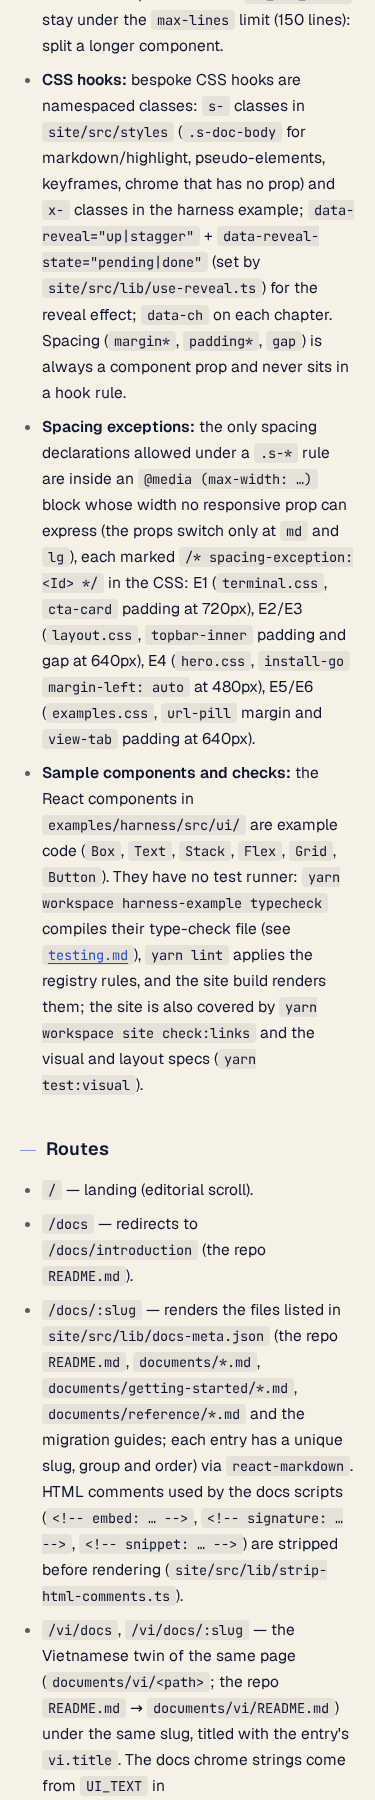 stay under the max-lines limit (150 lines):
split a longer component.
CSS hooks: bespoke CSS hooks are
namespaced classes: s- classes in
site/src/styles (.s-doc-body for
markdown/highlight, pseudo-elements,
keyframes, chrome that has no prop) and
x- classes in the harness example; data-
reveal="up|stagger" + data-reveal-
state="pending|done" (set by
site/src/lib/use-reveal.ts) for the
reveal effect; data-ch on each chapter.
Spacing (margin*, padding*, gap) is
always a component prop and never sits in
a hook rule.
Spacing exceptions: the only spacing
declarations allowed under a .s-* rule
are inside an @media (max-width: …)
block whose width no responsive prop can
express (the props switch only at md and
lg), each marked /* spacing-exception:
<Id> */ in the CSS: E1 (terminal.css,
cta-card padding at 720px), E2/E3
(layout.css, topbar-inner padding and
gap at 640px), E4 (hero.css, install-go
margin-left: auto at 480px), E5/E6
(examples.css, url-pill margin and
view-tab padding at 640px).
Sample components and checks: the
React components in
examples/harness/src/ui/ are example
code (Box, Text, Stack, Flex, Grid,
Button). They have no test runner: yarn
workspace harness-example typecheck
compiles their type-check file (see
testing.md), yarn lint applies the
registry rules, and the site build renders
them; the site is also covered by yarn
workspace site check:links and the
visual and layout specs (yarn
test:visual).
— Routes
/ — landing (editorial scroll).
/docs — redirects to
/docs/introduction (the repo
README.md).
/docs/:slug — renders the files listed in
site/src/lib/docs-meta.json (the repo
README.md, documents/*.md,
documents/getting-started/*.md,
documents/reference/*.md and the
migration guides; each entry has a unique
slug, group and order) via react-markdown.
HTML comments used by the docs scripts
(<!-- embed: … -->, <!-- signature: …
-->, <!-- snippet: … -->) are stripped
before rendering (site/src/lib/strip-
html-comments.ts).
/vi/docs, /vi/docs/:slug — the
Vietnamese twin of the same page
(documents/vi/<path>; the repo
README.md → documents/vi/README.md)
under the same slug, titled with the entry's
vi.title. The docs chrome strings come
from UI_TEXT in